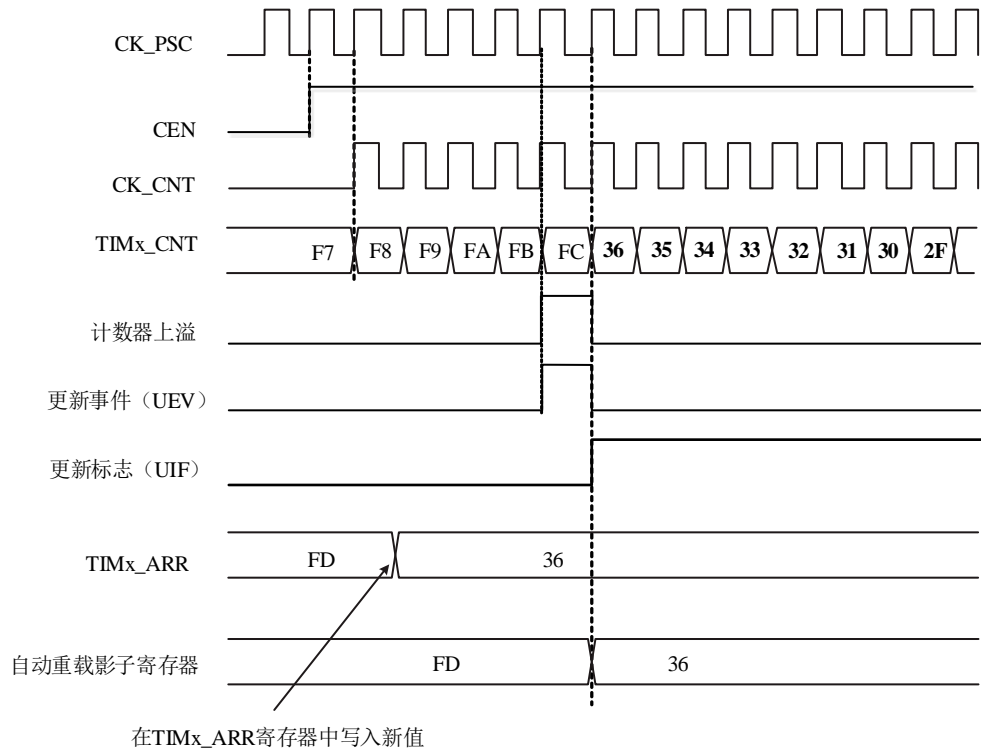 CK_PSC
CEN
CK_CNT
TIMx_CNT F7 F8 F9 FA FB FC 36 35 34 33 32 31 30 2F
计数器上溢
更新事件（UEV）
更新标志（UIF）
TIMx_ARR FD 36
自动重载影子寄存器 FD 36
在TIMx_ARR寄存器中写入新值